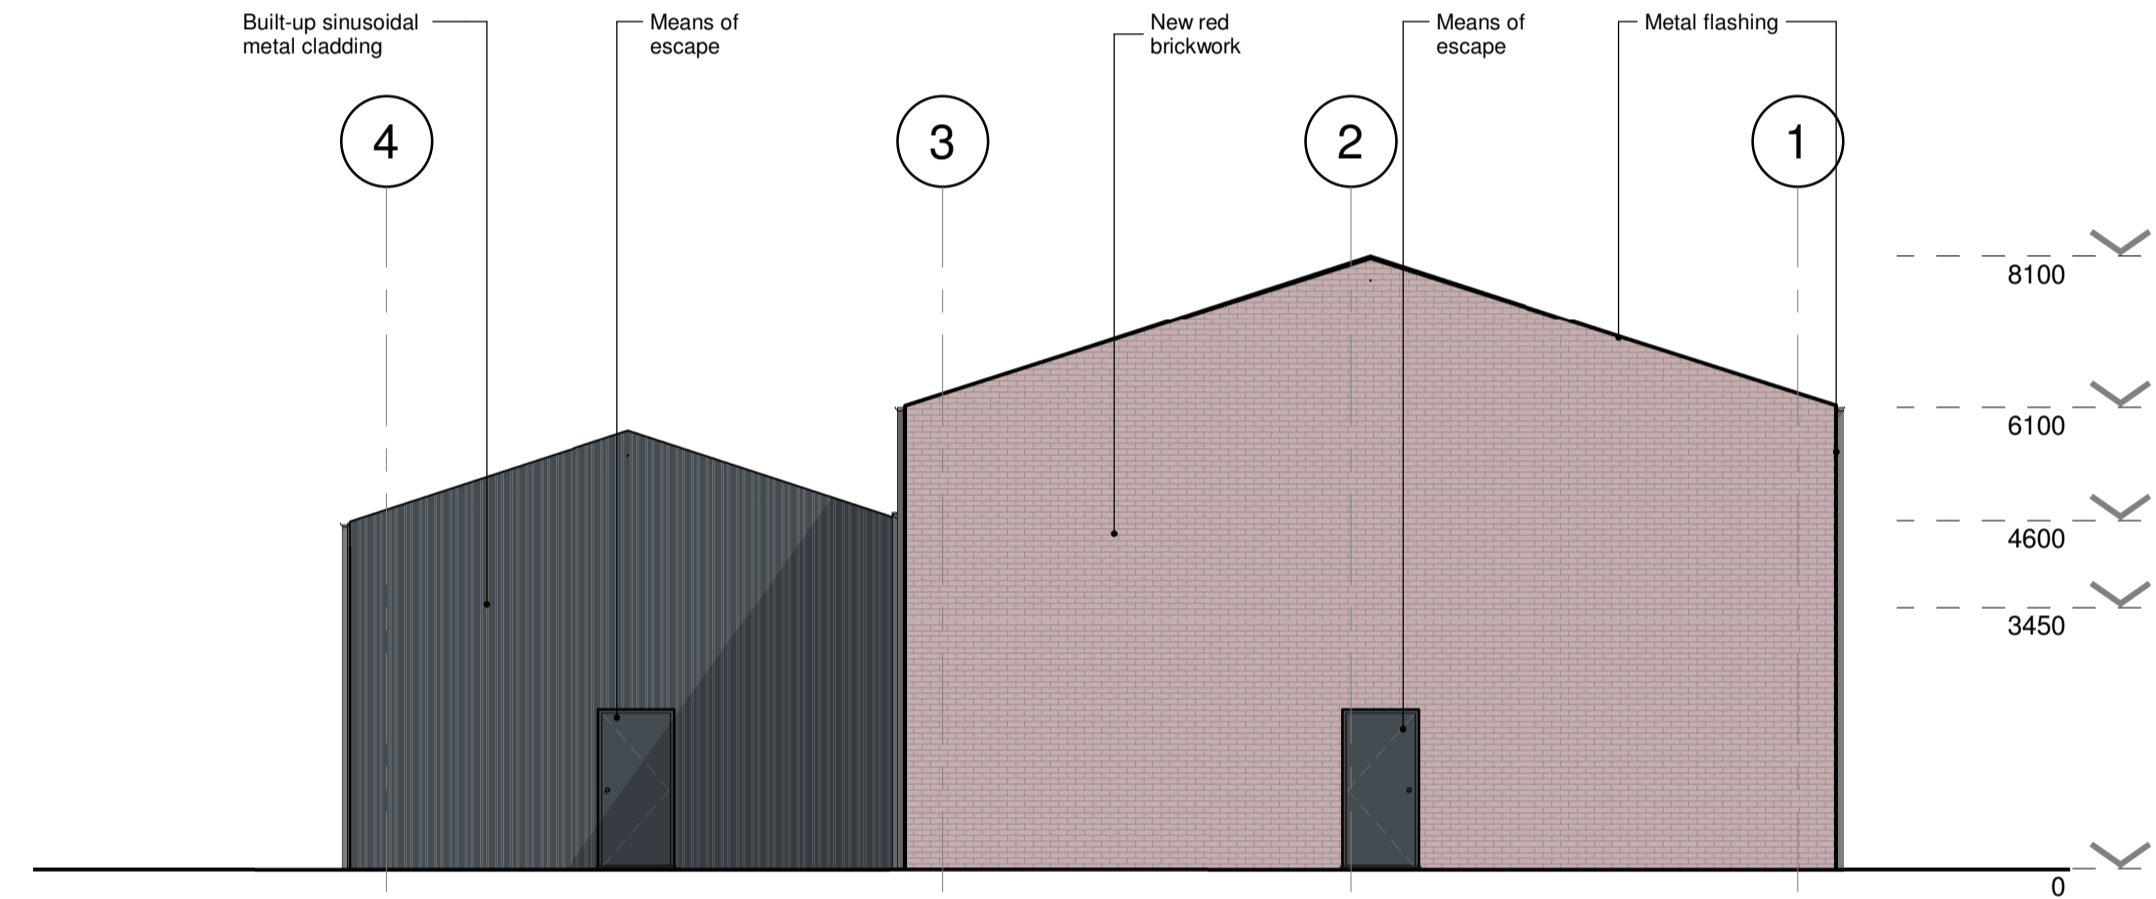 Built-up sinusoidal
metal cladding
Means of
escape
New red
brickwork
Means of
escape
Metal flashing
4
3
2
1
8100
6100
4600
3450
0